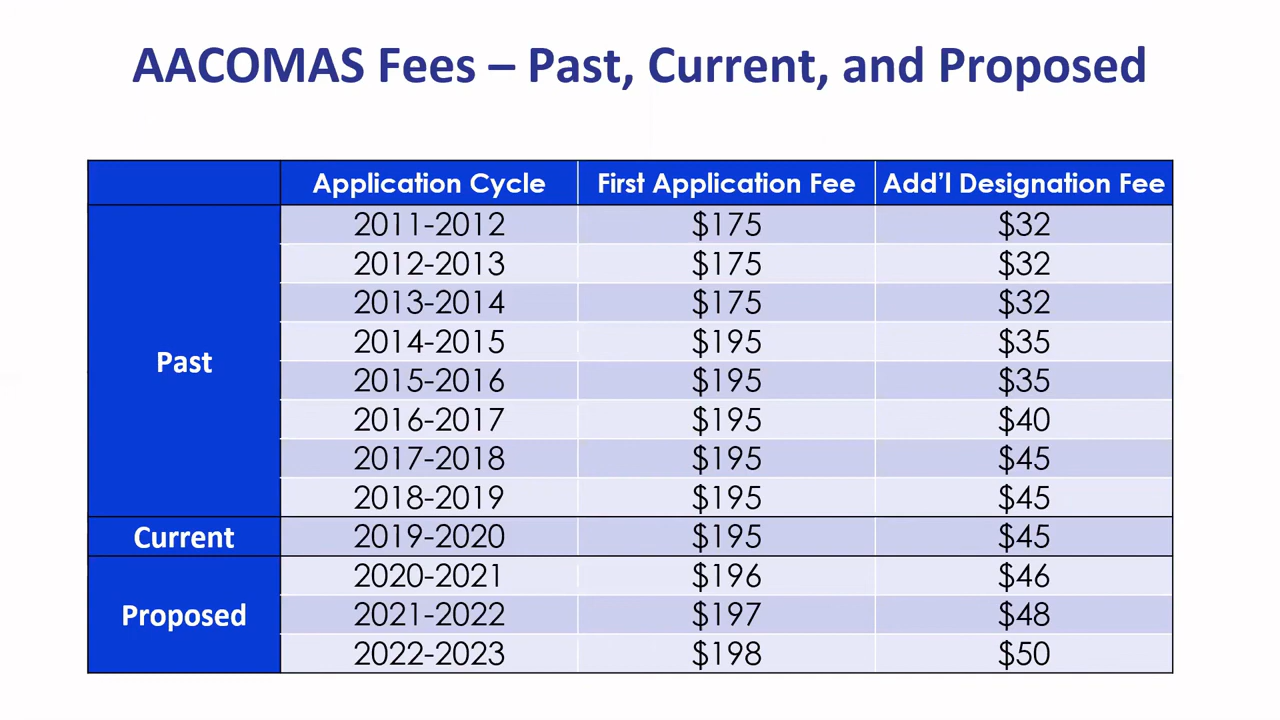 AACOMAS Fees – Past, Current, and Proposed
Application Cycle First Application Fee Add’l Designation Fee
Past
2011-2012 $175 $32
2012-2013 $175 $32
2013-2014 $175 $32
2014-2015 $195 $35
2015-2016 $195 $35
2016-2017 $195 $40
2017-2018 $195 $45
2018-2019 $195 $45
Current 2019-2020 $195 $45
Proposed
2020-2021 $196 $46
2021-2022 $197 $48
2022-2023 $198 $50